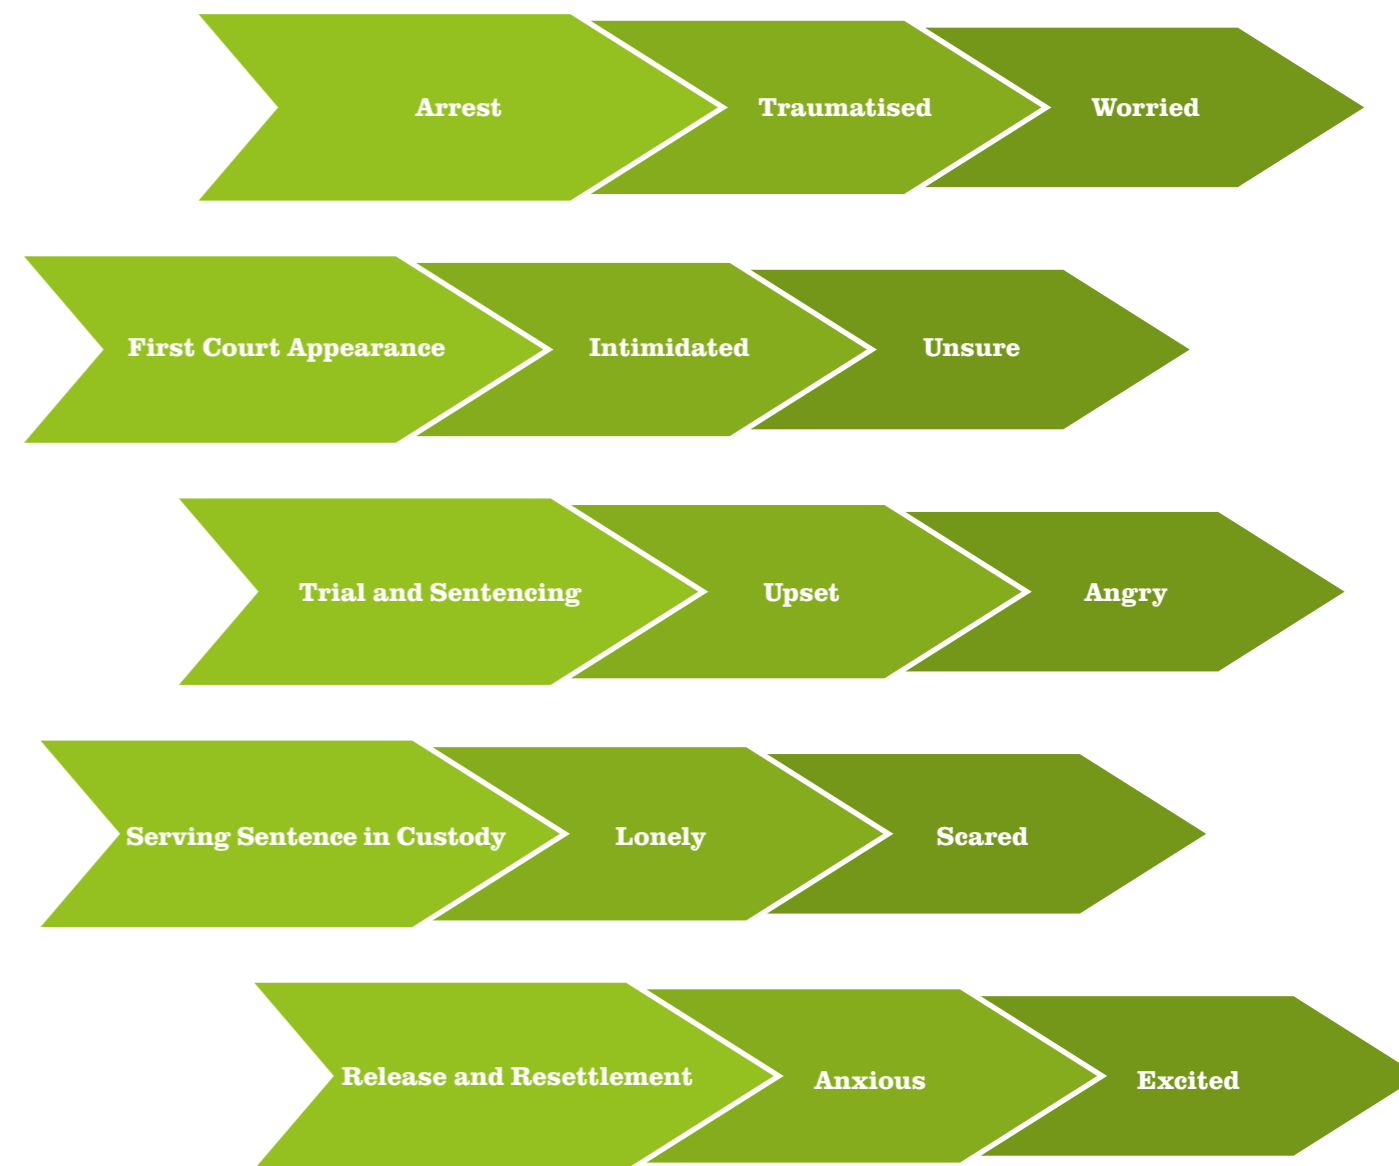 Arrest Traumatised Worried
First Court Appearance Intimidated Unsure
Trial and Sentencing Upset Angry
Serving Sentence in Custody Lonely Scared
Release and Resettlement Anxious Excited